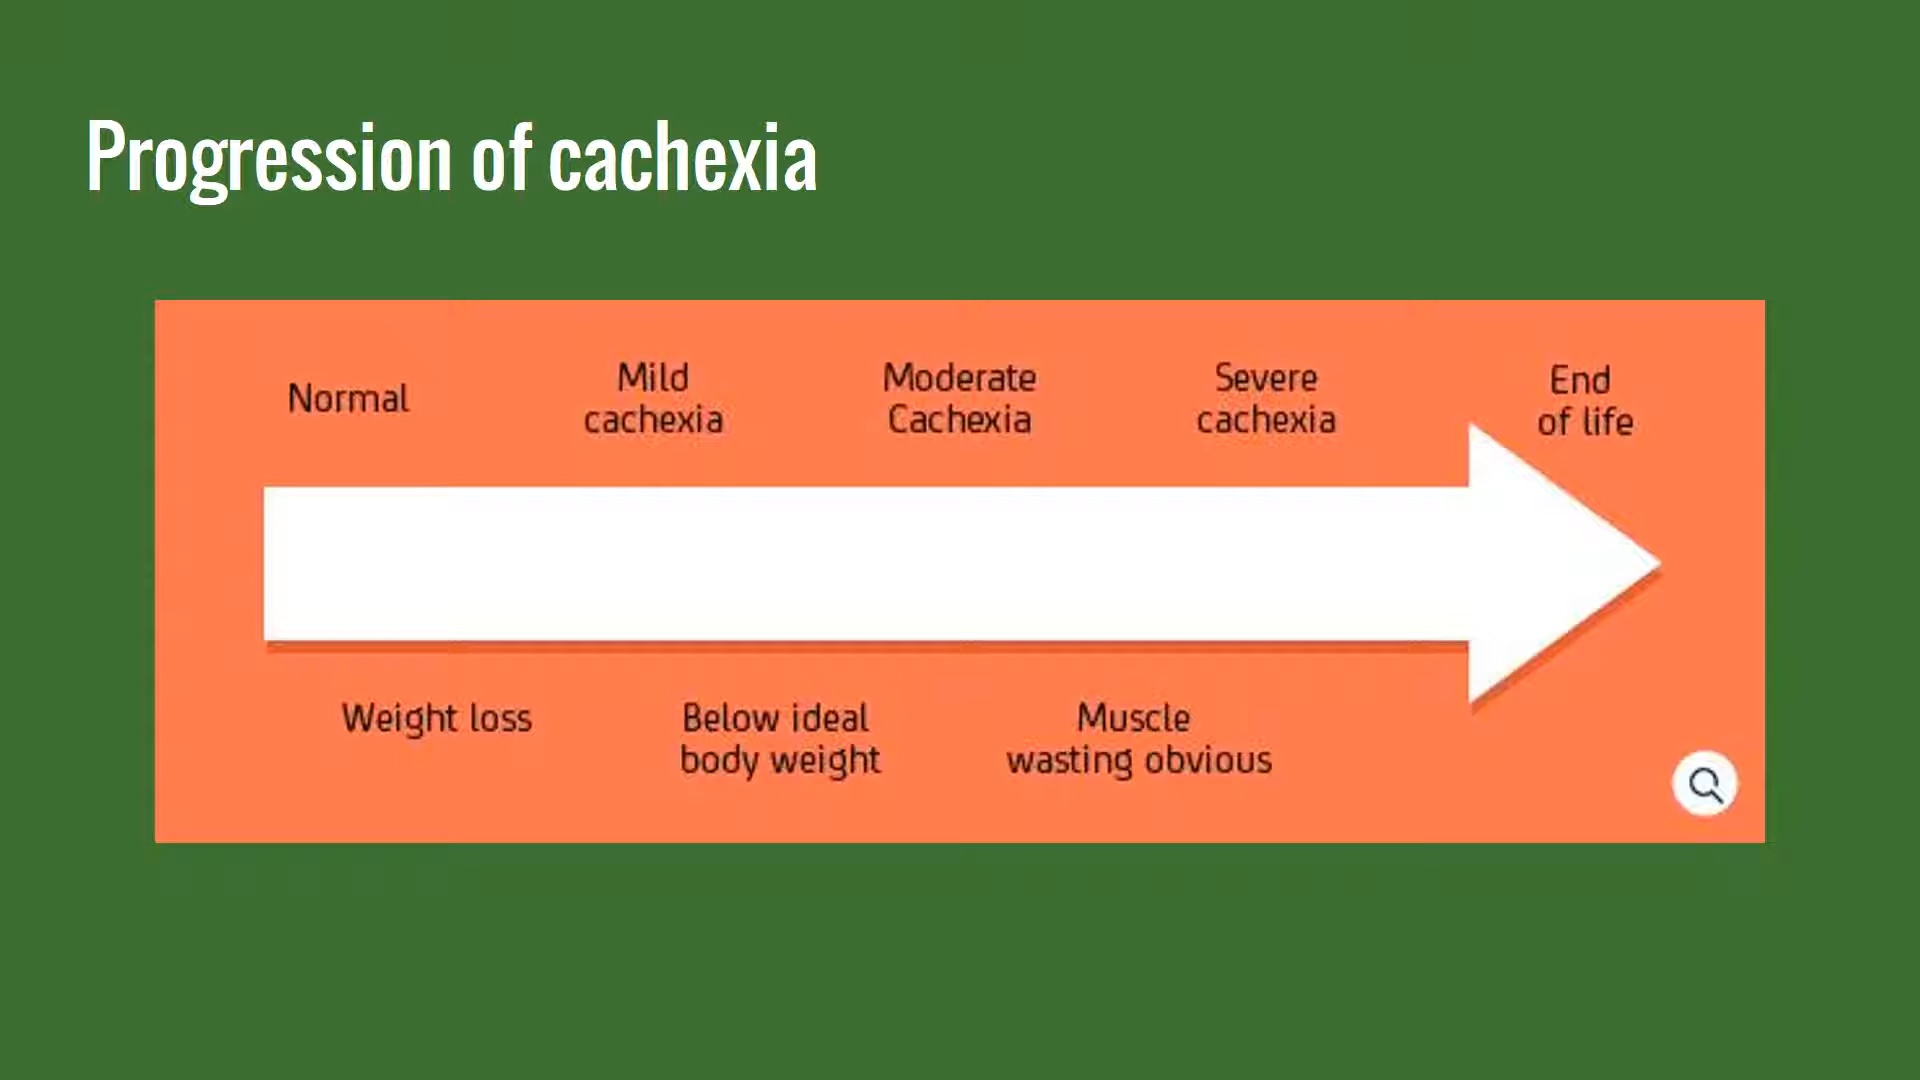 Progression of cachexia
Normal
Mild
cachexia
Moderate
Cachexia
Severe
cachexia
End
of life
Weight loss
Below ideal
body weight
Muscle
wasting obvious